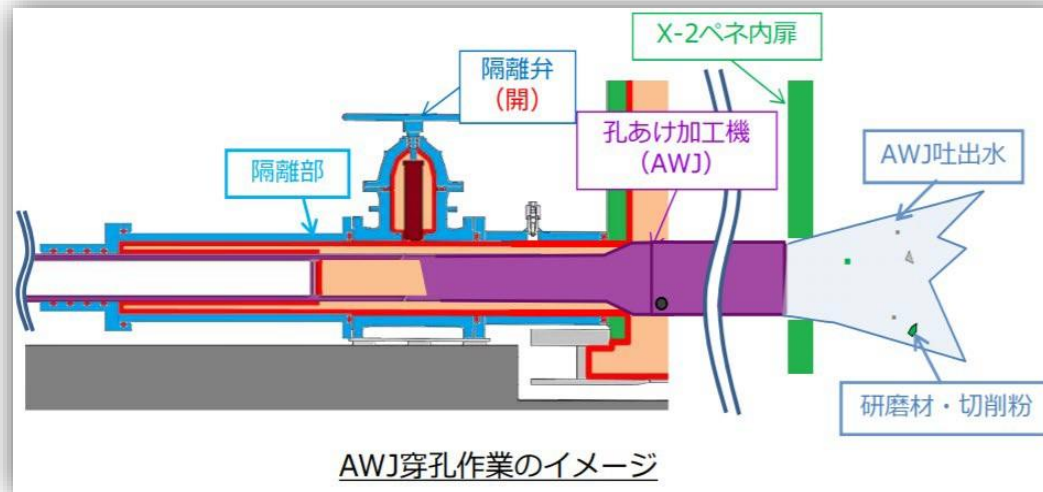 X-2ペネ内扉
隔離弁
（開）
孔あけ加工機
（AWJ）
AWJ吐出水
隔離部
研磨材・切削粉
AWJ穿孔作業のイメージ